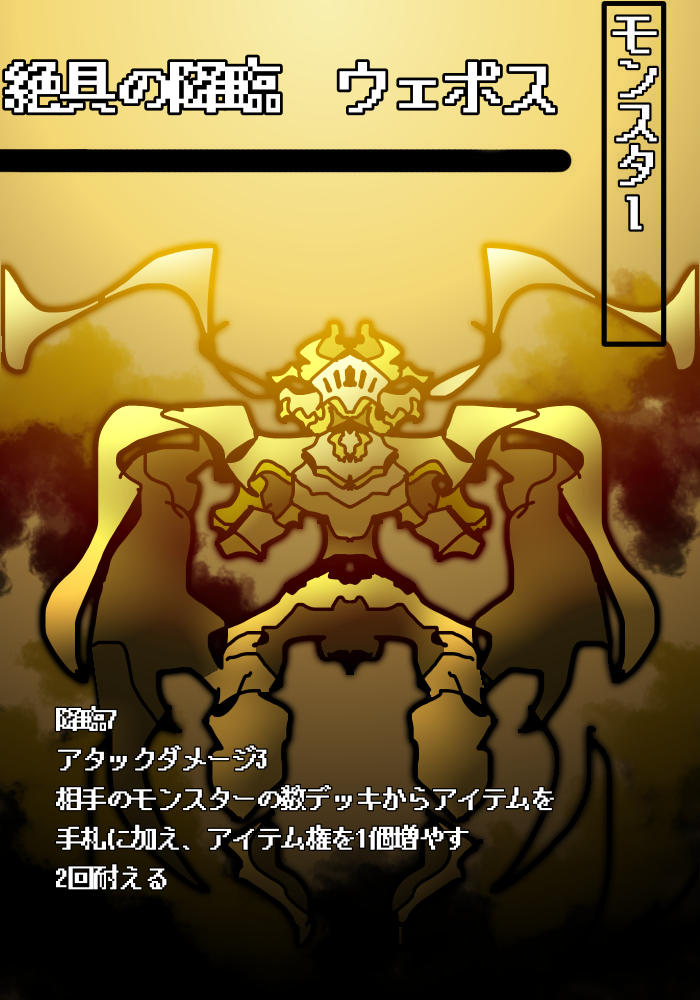 絶具の降臨　ウェポス
モンスター
降臨7
アタックダメージ3
相手のモンスターの数デッキからアイテムを
手札に加え、アイテム権を1個増やす
2回耐える